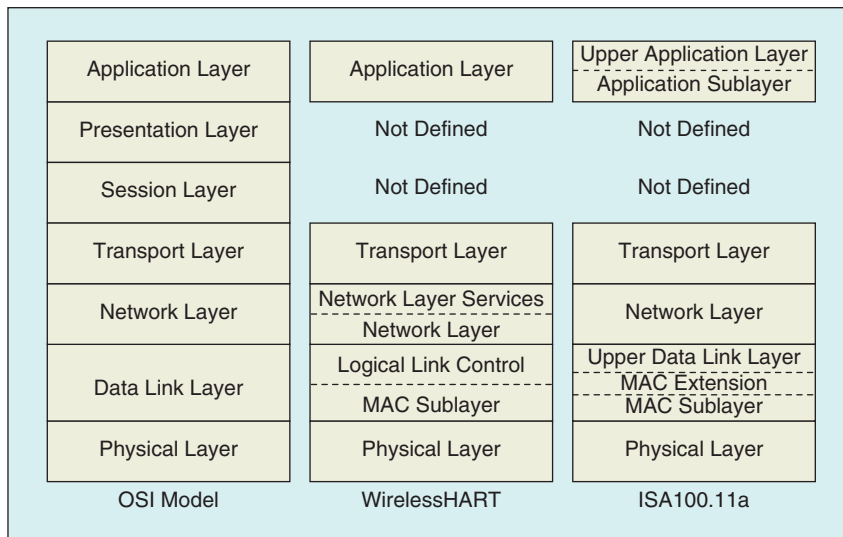 Application Layer
Presentation Layer
Session Layer
Transport Layer
Network Layer
Data Link Layer
Physical Layer
OSI Model
Application Layer
Not Defined
Not Defined
Transport Layer
Network Layer Services
Network Layer
Logical Link Control
MAC Sublayer
Physical Layer
WirelessHART
Upper Application Layer
Application Sublayer
Not Defined
Not Defined
Transport Layer
Network Layer
Upper Data Link Layer
MAC Extension
MAC Sublayer
Physical Layer
ISA100.11a